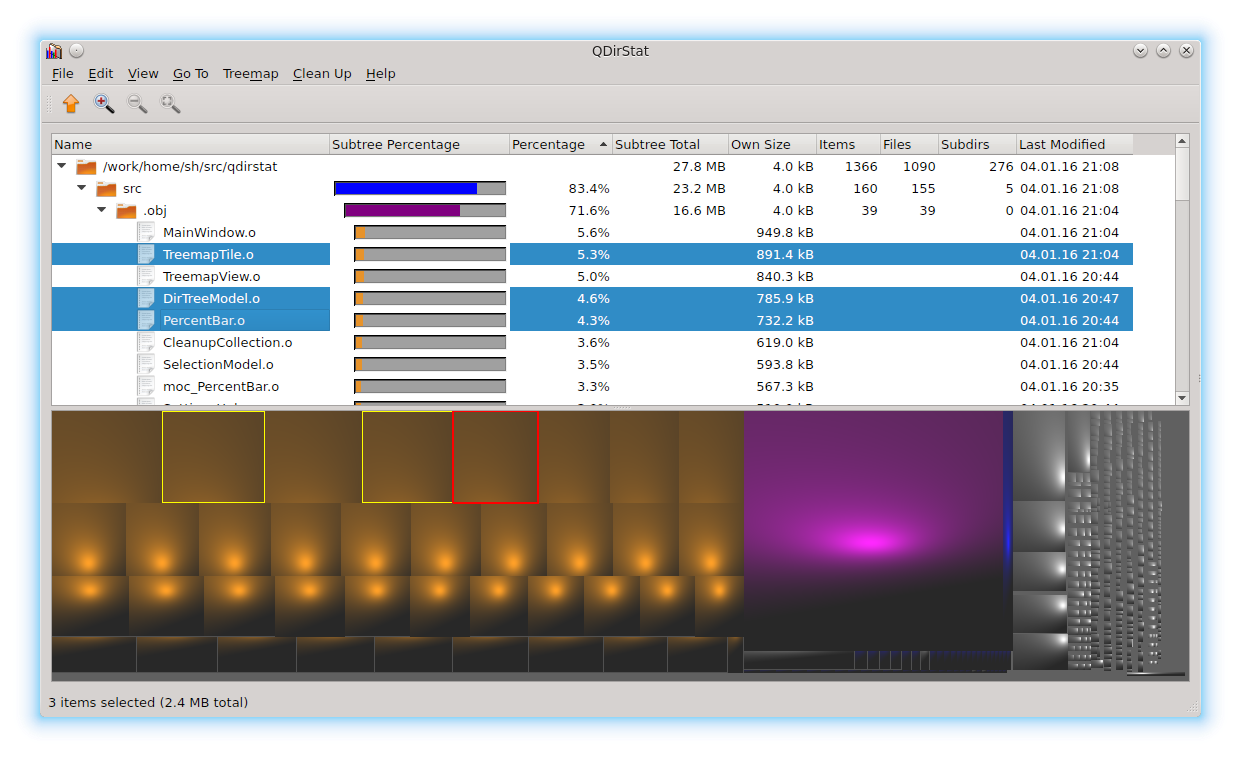 QDirStat
File Edit View Go To Treemap Clean Up Help
Name Subtree Percentage Percentage Subtree Total Own Size Items Files Subdirs Last Modified
/work/home/sh/src/qdirstat 27.8 MB 4.0 kB 1366 1090 276 04.01.16 21:08
src 83.4% 23.2 MB 4.0 kB 160 155 5 04.01.16 21:08
.obj 71.6% 16.6 MB 4.0 kB 39 39 0 04.01.16 21:04
MainWindow.o 5.6% 949.8 kB 04.01.16 21:04
TreemapTile.o 5.3% 891.4 kB 04.01.16 21:04
TreemapView.o 5.0% 840.3 kB 04.01.16 20:44
DirTreeModel.o 4.6% 785.9 kB 04.01.16 20:47
PercentBar.o 4.3% 732.2 kB 04.01.16 20:44
CleanupCollection.o 3.6% 619.0 kB 04.01.16 21:04
SelectionModel.o 3.5% 593.8 kB 04.01.16 20:44
moc_PercentBar.o 3.3% 567.3 kB 04.01.16 20:35
3 items selected (2.4 MB total)